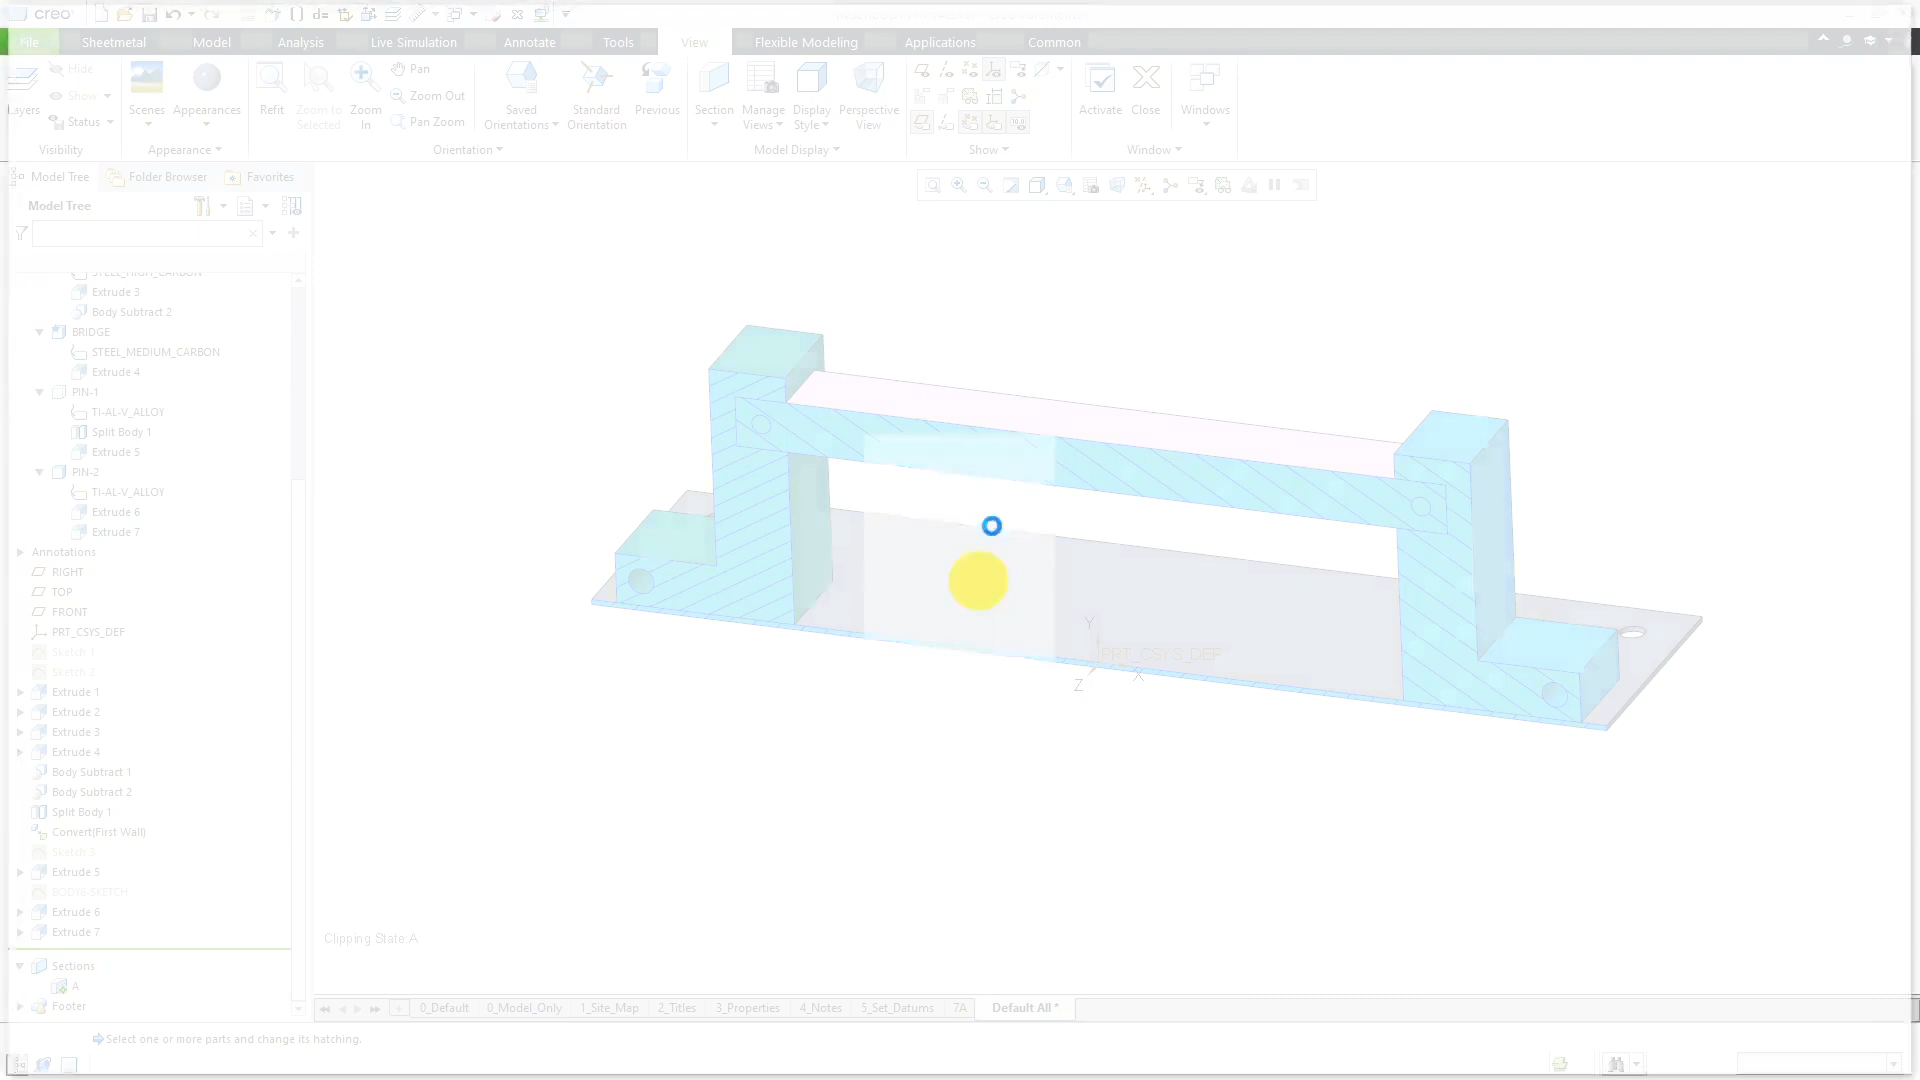 creo
File Sheetmetal Model Analysis Live Simulation Annotate Tools View Flexible Modeling Applications Common
Layers
Hide
Show
Status
Visibility
Scenes
Appearances
Appearance
Refit
Zoom to Selected
Zoom In
Pan
Zoom Out
Pan Zoom
Saved Orientations
Standard Orientation
Previous
Orientation
Section
Manage Views
Display Style
Perspective View
Model Display
Show
Activate
Close
Windows
Window
Model Tree Folder Browser Favorites
Model Tree
STEEL_HIGH_CARBON
Extrude 3
Body Subtract 2
BRIDGE
STEEL_MEDIUM_CARBON
Extrude 4
PIN-1
TI-AL-V_ALLOY
Split Body 1
Extrude 5
PIN-2
TI-AL-V_ALLOY
Extrude 6
Extrude 7
Annotations
RIGHT
TOP
FRONT
PRT_CSYS_DEF
Sketch 1
Sketch 2
Extrude 1
Extrude 2
Extrude 3
Extrude 4
Body Subtract 1
Body Subtract 2
Split Body 1
Convert(First Wall)
Sketch 3
Extrude 5
BODY6-SKETCH
Extrude 6
Extrude 7
Sections
A
Footer
Y
PRT_CSYS_DEF
X
Z
Clipping State:A
0_Default 0_Model_Only 1_Site_Map 2_Titles 3_Properties 4_Notes 5_Set_Datums 7A Default All *
Select one or more parts and change its hatching.